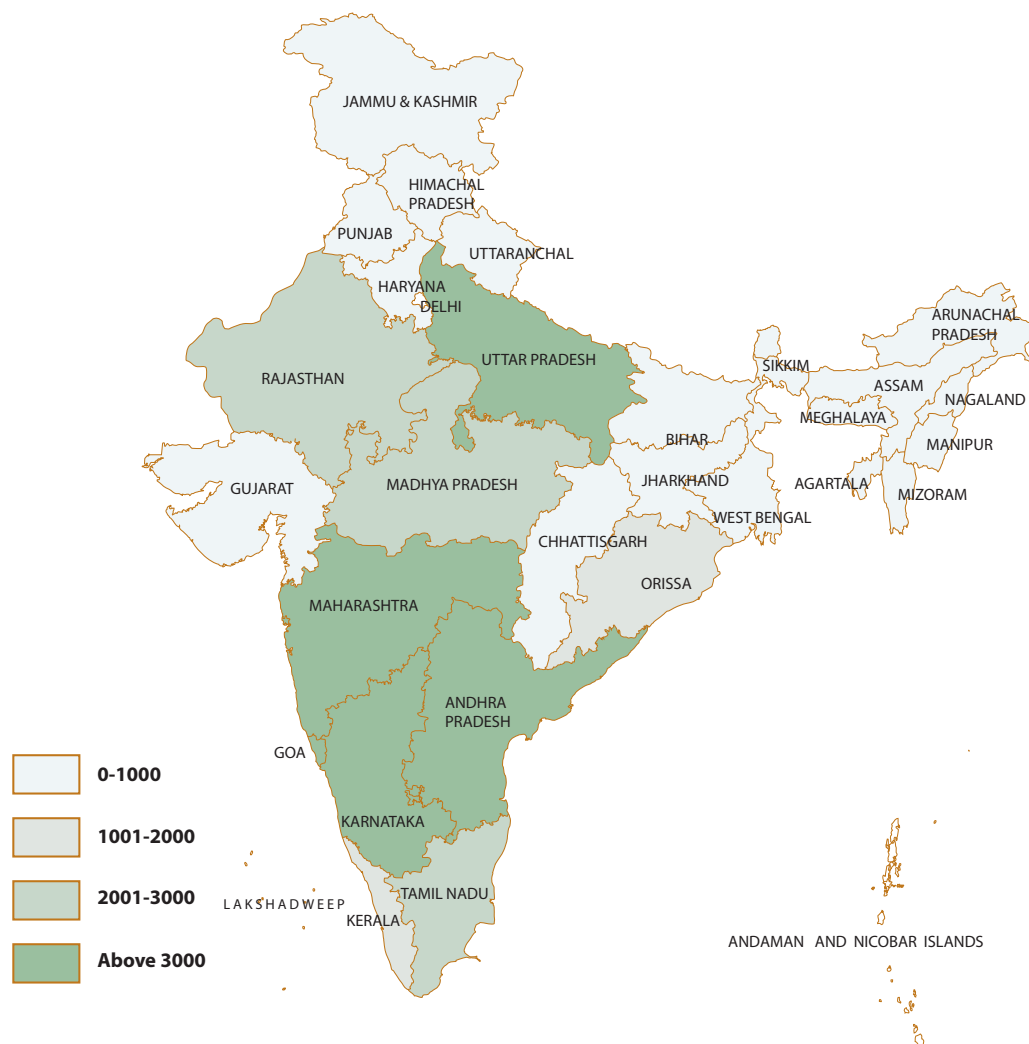 JAMMU & KASHMIR
HIMACHAL
PRADESH
PUNJAB
UTTARANCHAL
HARYANA
DELHI
ARUNACHAL
PRADESH
UTTAR PRADESH
SIKKIM
RAJASTHAN
ASSAM
NAGALAND
MEGHALAYA
BIHAR
MANIPUR
GUJARAT
MADHYA PRADESH
JHARKHAND
AGARTALA
MIZORAM
WEST BENGAL
CHHATTISGARH
ORISSA
MAHARASHTRA
ANDHRA
PRADESH
GOA
KARNATAKA
TAMIL NADU
LAKSHADWEEP
KERALA
ANDAMAN AND NICOBAR ISLANDS
0-1000
1001-2000
2001-3000
Above 3000